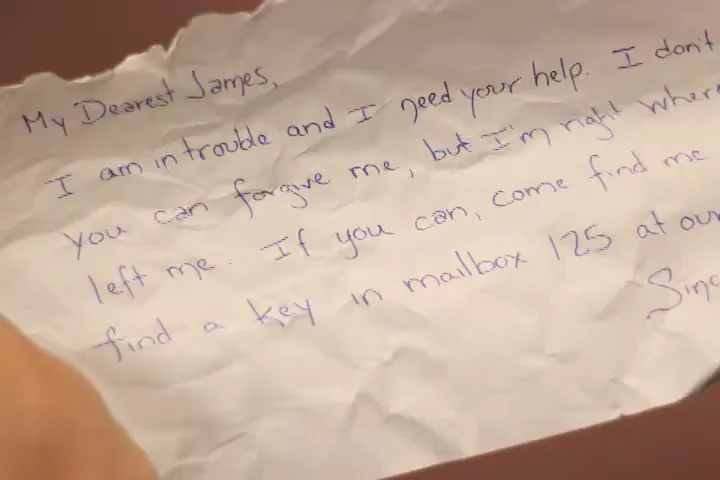 My Dearest James,
I am in trouble and I need your help. I don't
you can forgive me, but I'm right where
left me. If you can, come find me
find a key in mailbox 125 at our
Since